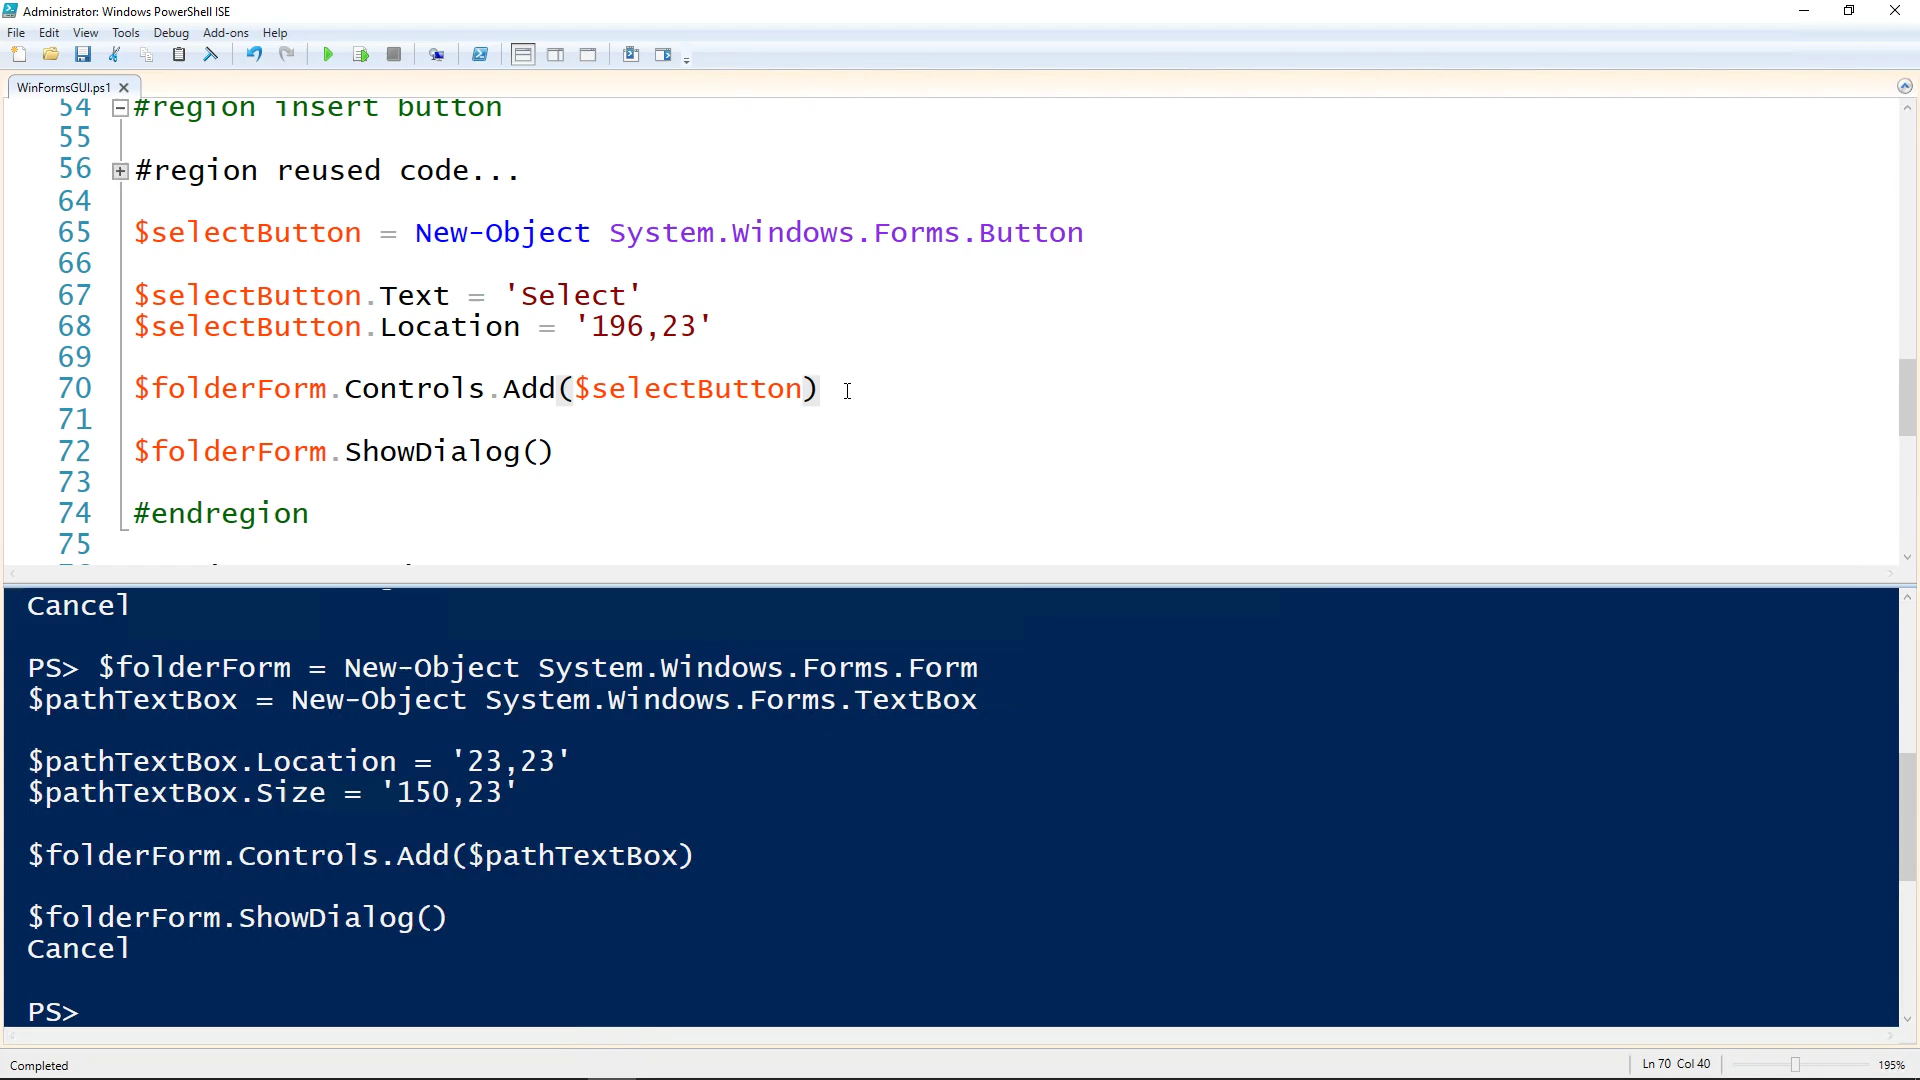 Administrator: Windows PowerShell ISE
File Edit View Tools Debug Add-ons Help
WinFormsGUI.ps1
54 #region insert button
55
56 #region reused code...
64
65 $selectButton = New-Object System.Windows.Forms.Button
66
67 $selectButton.Text = 'Select'
68 $selectButton.Location = '196,23'
69
70 $folderForm.Controls.Add($selectButton)
71
72 $folderForm.ShowDialog()
73
74 #endregion
75
Cancel
PS> $folderForm = New-Object System.Windows.Forms.Form
$pathTextBox = New-Object System.Windows.Forms.TextBox
$pathTextBox.Location = '23,23'
$pathTextBox.Size = '150,23'
$folderForm.Controls.Add($pathTextBox)
$folderForm.ShowDialog()
Cancel
PS>
Completed
Ln 70 Col 40
195%